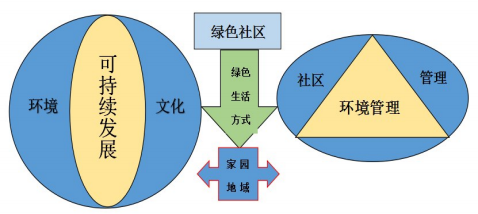 环境
可持续发展
文化
绿色社区
绿色
生活
方式
家园
地域
社区
管理
环境管理